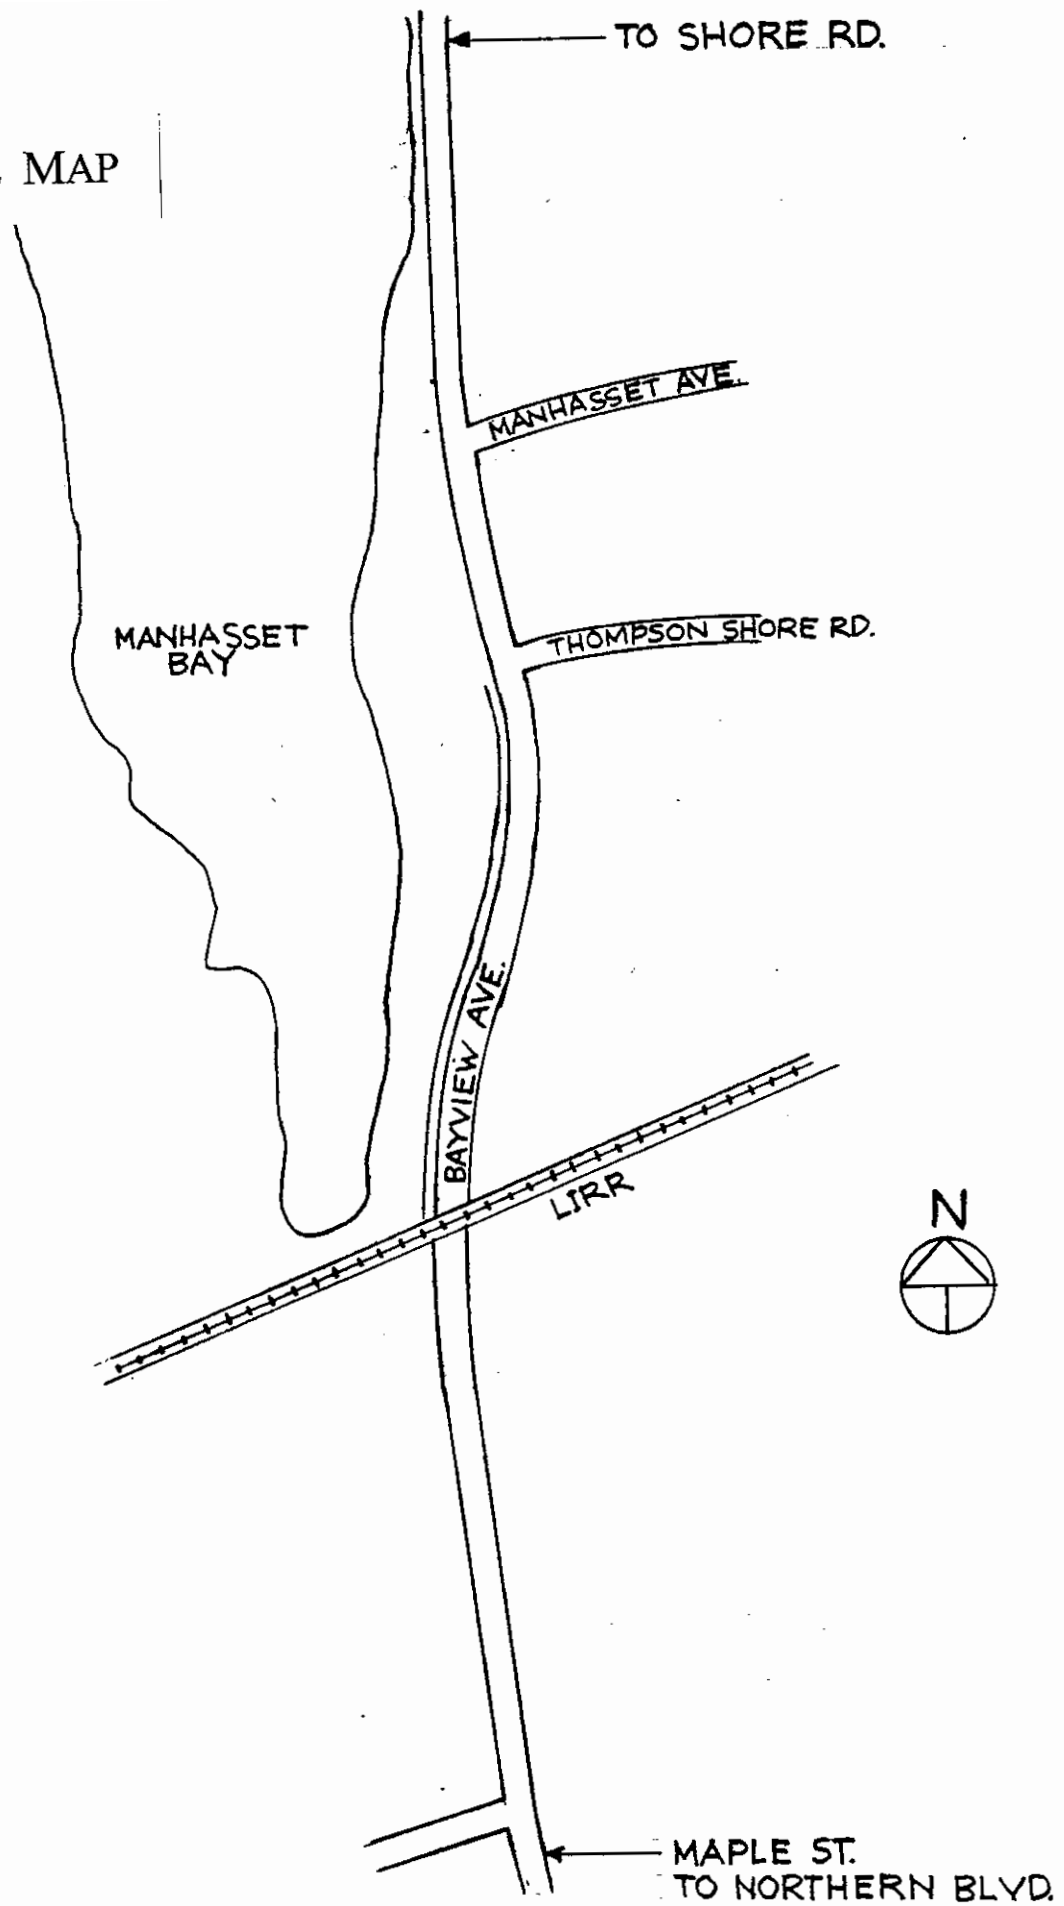 TO SHORE RD.
MAP
MANHASSET AVE.
MANHASSET
BAY
THOMPSON SHORE RD.
BAYVIEW AVE.
LIRR
N
MAPLE ST.
TO NORTHERN BLVD.